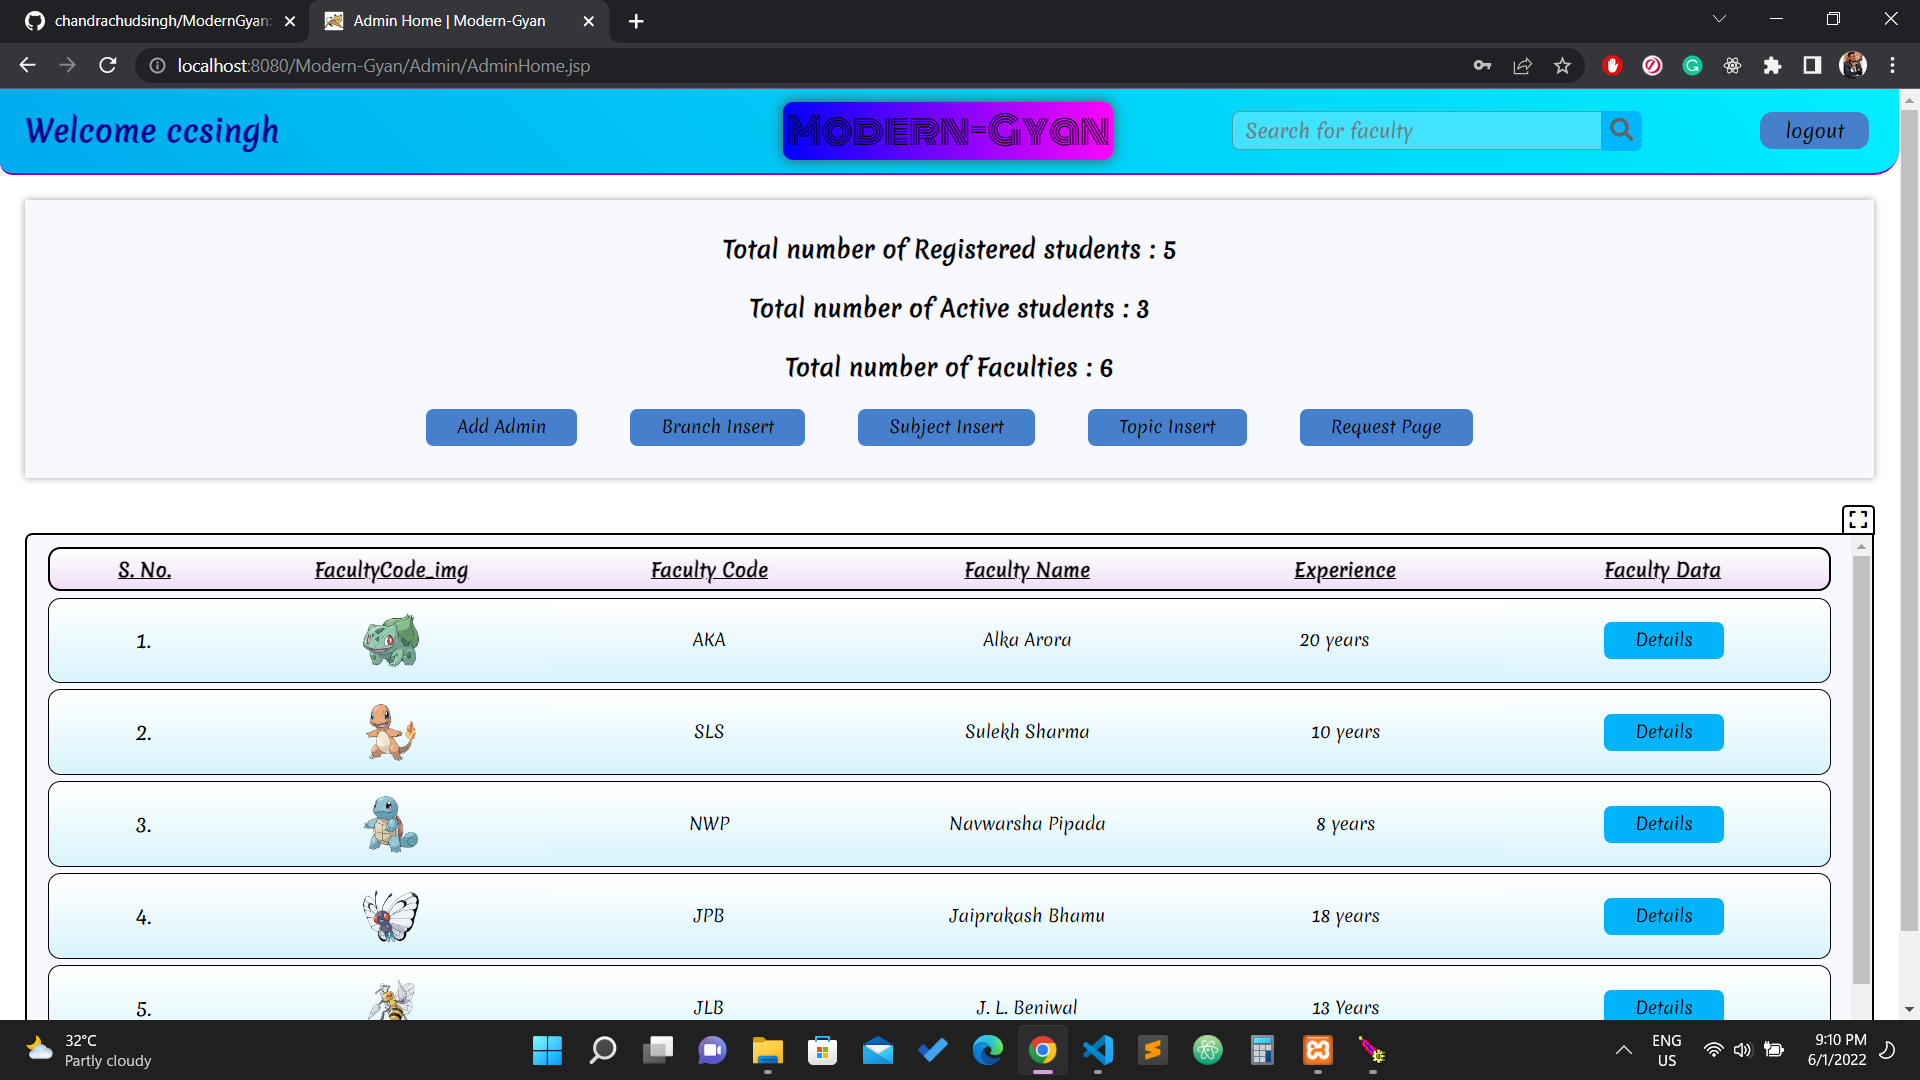 chandrachudsingh/ModernGyan:
Admin Home | Modern-Gyan
localhost:8080/Modern-Gyan/Admin/AdminHome.jsp
Welcome ccsingh
Modern-Gyan
Search for faculty
logout
Total number of Registered students : 5
Total number of Active students : 3
Total number of Faculties : 6
Add Admin Branch Insert Subject Insert Topic Insert Request Page
S. No. FacultyCode_img Faculty Code Faculty Name Experience Faculty Data
1. AKA Alka Arora 20 years Details
2. SLS Sulekh Sharma 10 years Details
3. NWP Navwarsha Pipada 8 years Details
4. JPB Jaiprakash Bhamu 18 years Details
5. JLB J. L. Beniwal 13 Years Details
32°C
Partly cloudy
ENG
US
9:10 PM
6/1/2022